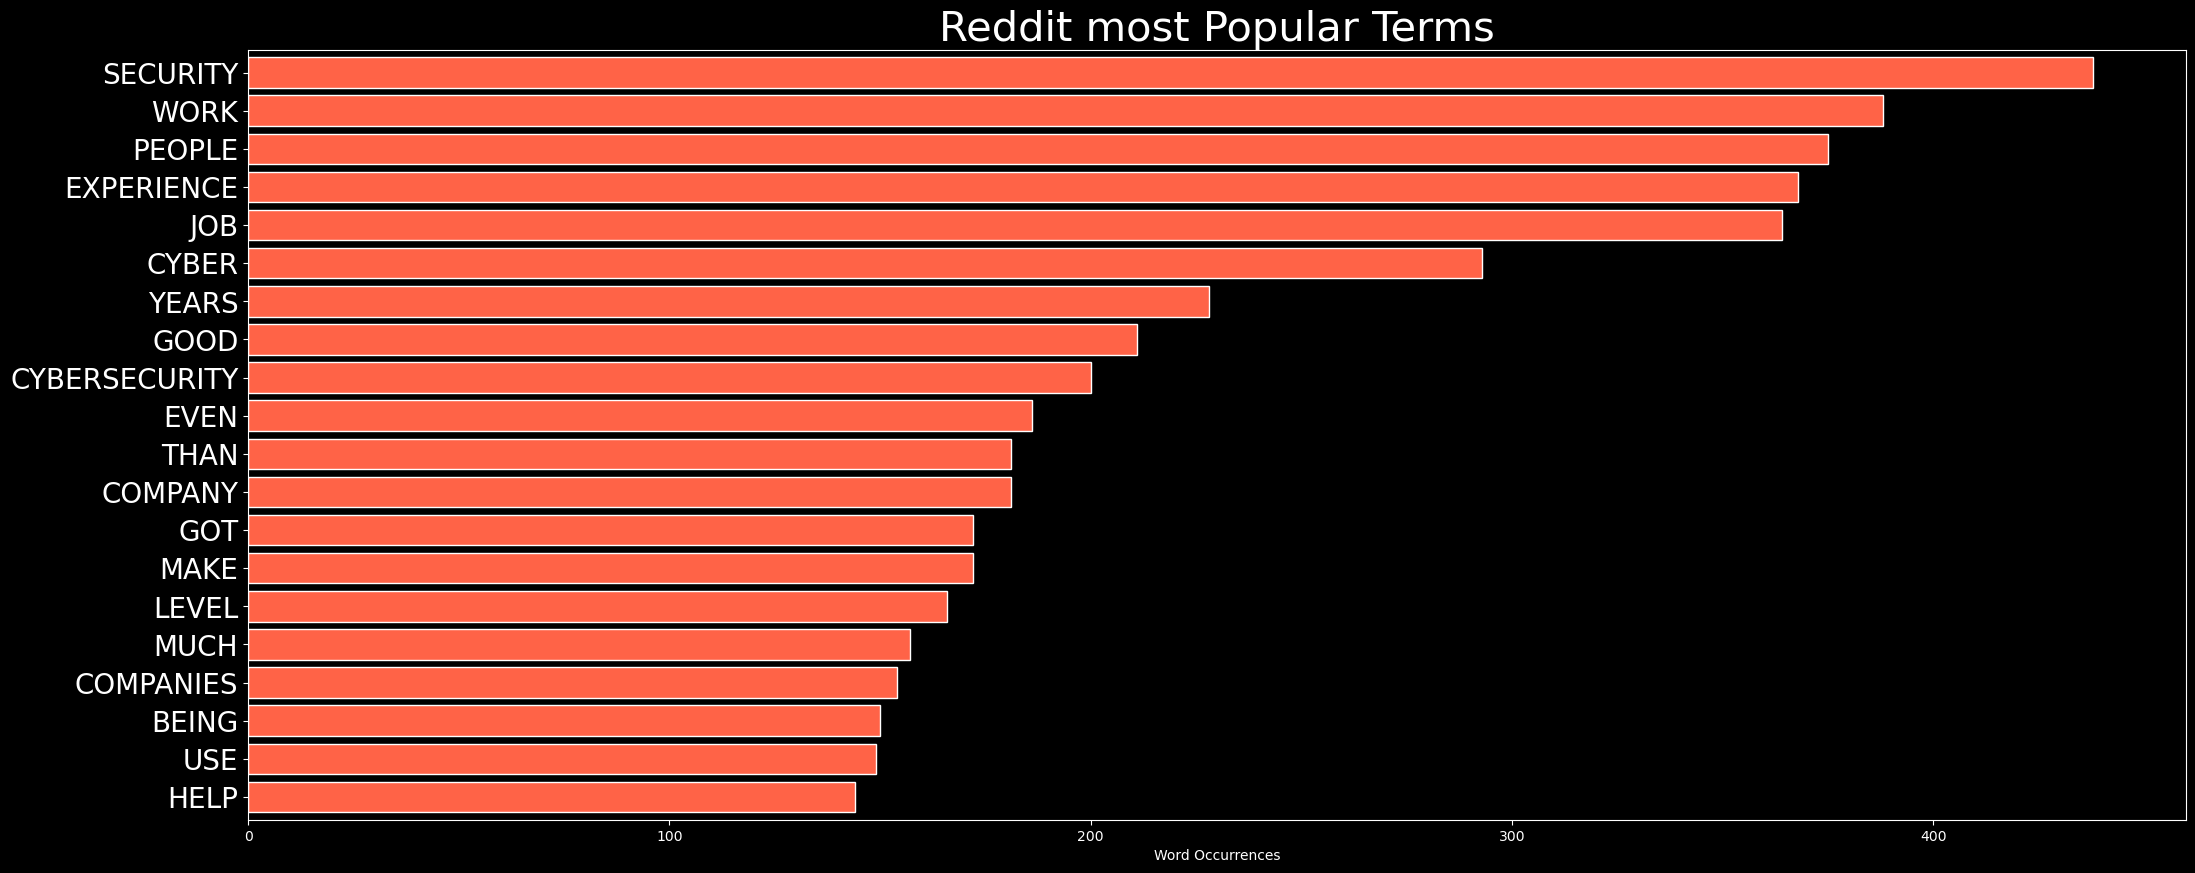 Reddit most Popular Terms
SECURITY
WORK
PEOPLE
EXPERIENCE
JOB
CYBER
YEARS
GOOD
CYBERSECURITY
EVEN
THAN
COMPANY
GOT
MAKE
LEVEL
MUCH
COMPANIES
BEING
USE
HELP
0 100 200 300 400
Word Occurrences